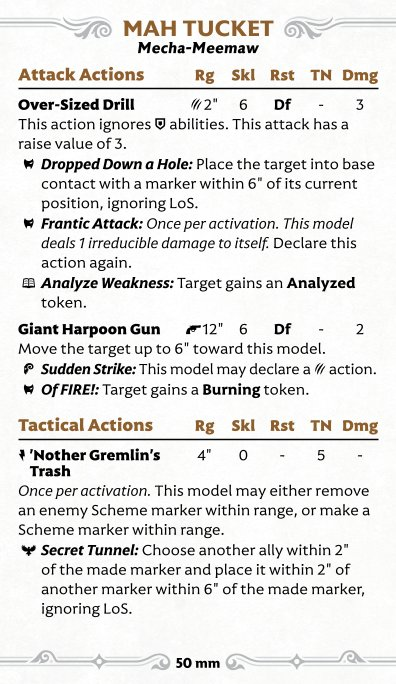 MAH TUCKET
Mecha-Meemaw
Attack Actions Rg Skl Rst TN Dmg
Over-Sized Drill 2" 6 Df - 3
This action ignores abilities. This attack has a
raise value of 3.
Dropped Down a Hole: Place the target into base
contact with a marker within 6" of its current
position, ignoring LoS.
Frantic Attack: Once per activation. This model
deals 1 irreducible damage to itself. Declare this
action again.
Analyze Weakness: Target gains an Analyzed
token.
Giant Harpoon Gun 12" 6 Df - 2
Move the target up to 6" toward this model.
Sudden Strike: This model may declare a action.
Of FIRE!: Target gains a Burning token.
Tactical Actions Rg Skl Rst TN Dmg
'Nother Gremlin's 4" 0 - 5 -
Trash
Once per activation. This model may either remove
an enemy Scheme marker within range, or make a
Scheme marker within range.
Secret Tunnel: Choose another ally within 2"
of the made marker and place it within 2" of
another marker within 6" of the made marker,
ignoring LoS.
50 mm